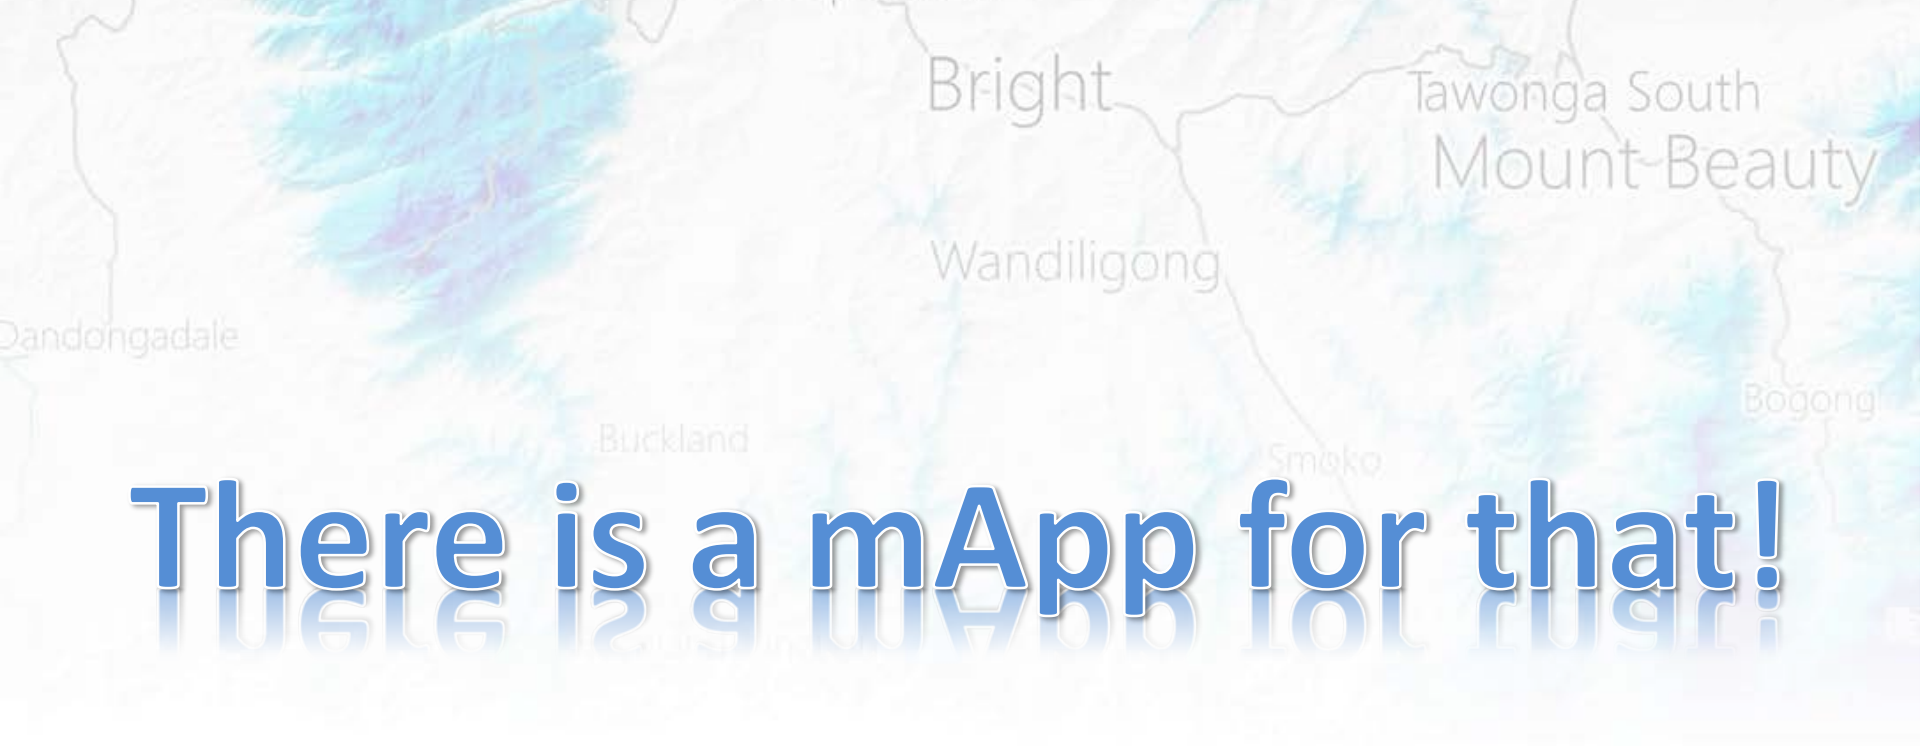 Bright
Tawonga South
Mount Beauty
Wandiligong
Dandongadale
Bogong
Buckland
Smoko
There is a mApp for that!